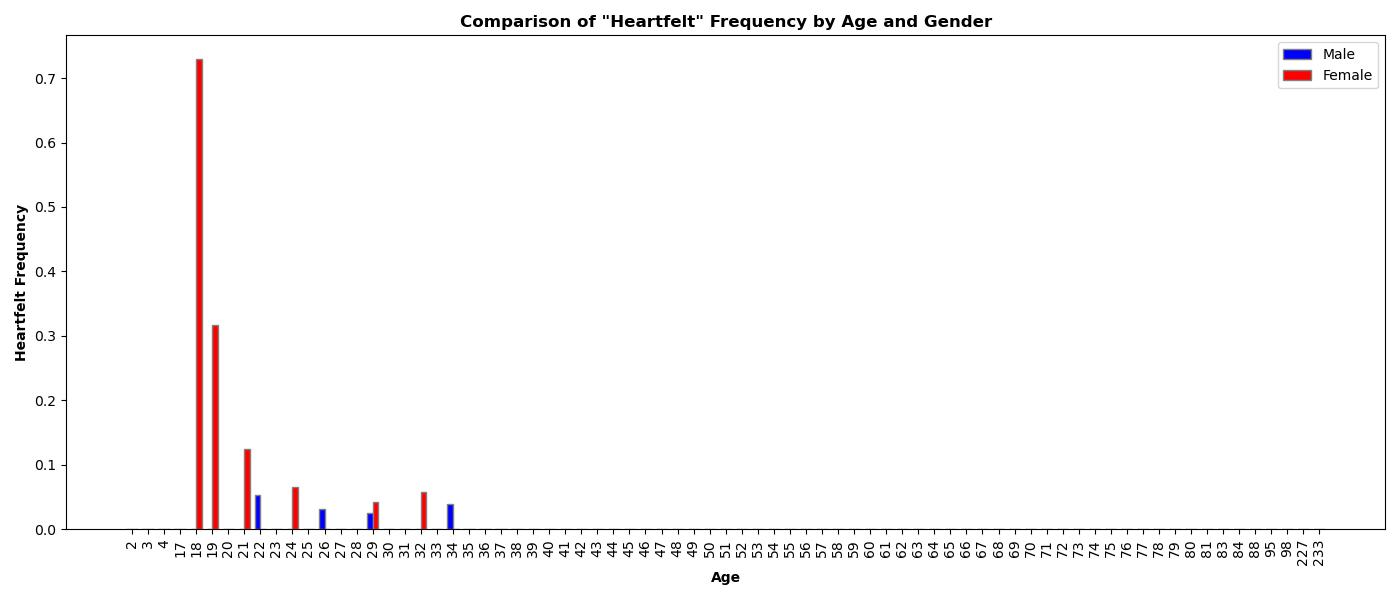 Comparison of "Heartfelt" Frequency by Age and Gender
Male
Female
Heartfelt Frequency
0.7
0.6
0.5
0.4
0.3
0.2
0.1
0.0
2 3 4 17 18 19 20 21 22 23 24 25 26 27 28 29 30 31 32 33 34 35 36 37 38 39 40 41 42 43 44 45 46 47 48 49 50 51 52 53 54 55 56 57 58 59 60 61 62 63 64 65 66 67 68 69 70 71 72 73 74 75 76 77 78 79 80 81 83 84 88 95 98 227 233
Age